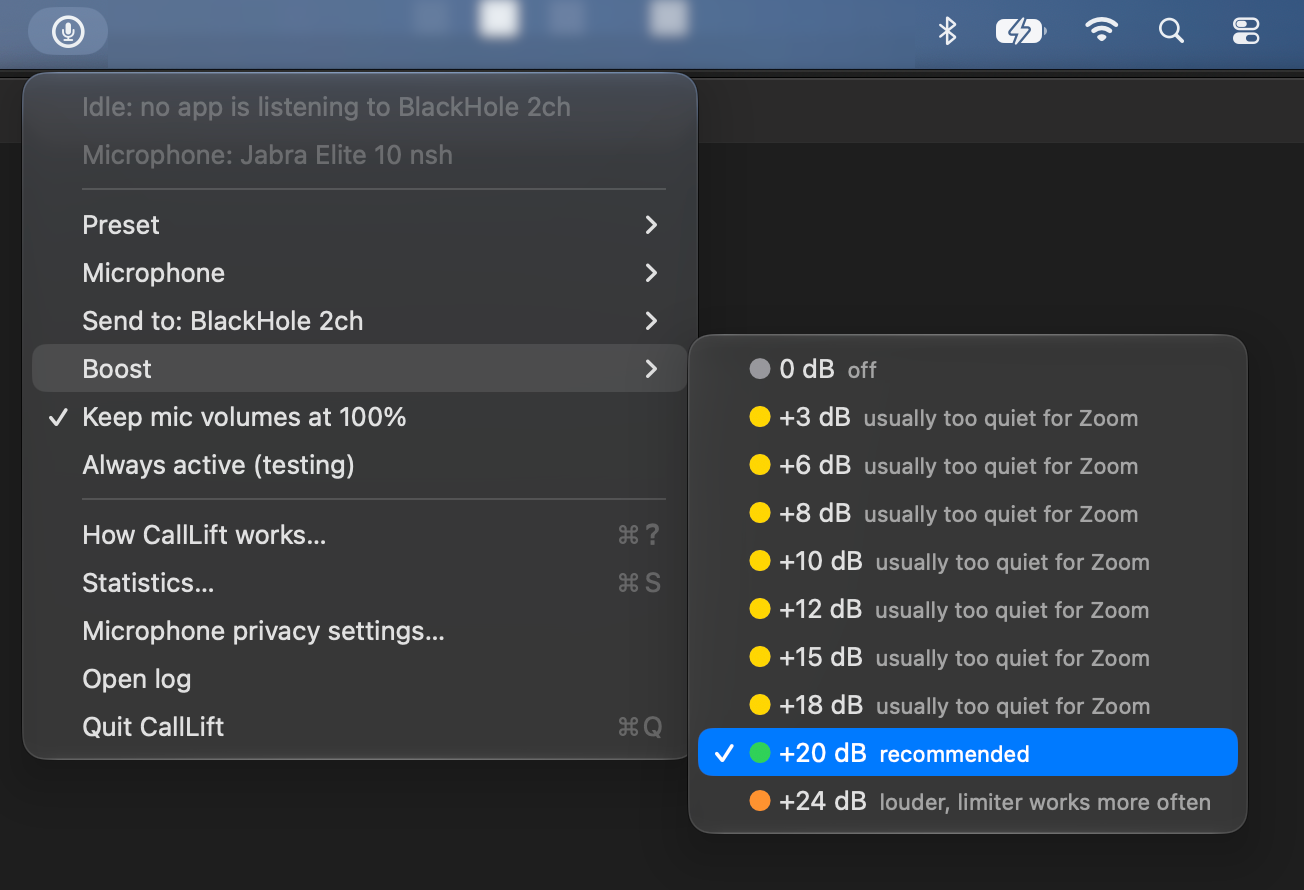 Idle: no app is listening to BlackHole 2ch
Microphone: Jabra Elite 10 nsh
Preset
Microphone
Send to: BlackHole 2ch
Boost
✓ Keep mic volumes at 100%
Always active (testing)
How CallLift works... ⌘ ?
Statistics... ⌘ S
Microphone privacy settings...
Open log
Quit CallLift ⌘ Q
0 dB off
+3 dB usually too quiet for Zoom
+6 dB usually too quiet for Zoom
+8 dB usually too quiet for Zoom
+10 dB usually too quiet for Zoom
+12 dB usually too quiet for Zoom
+15 dB usually too quiet for Zoom
+18 dB usually too quiet for Zoom
✓ +20 dB recommended
+24 dB louder, limiter works more often